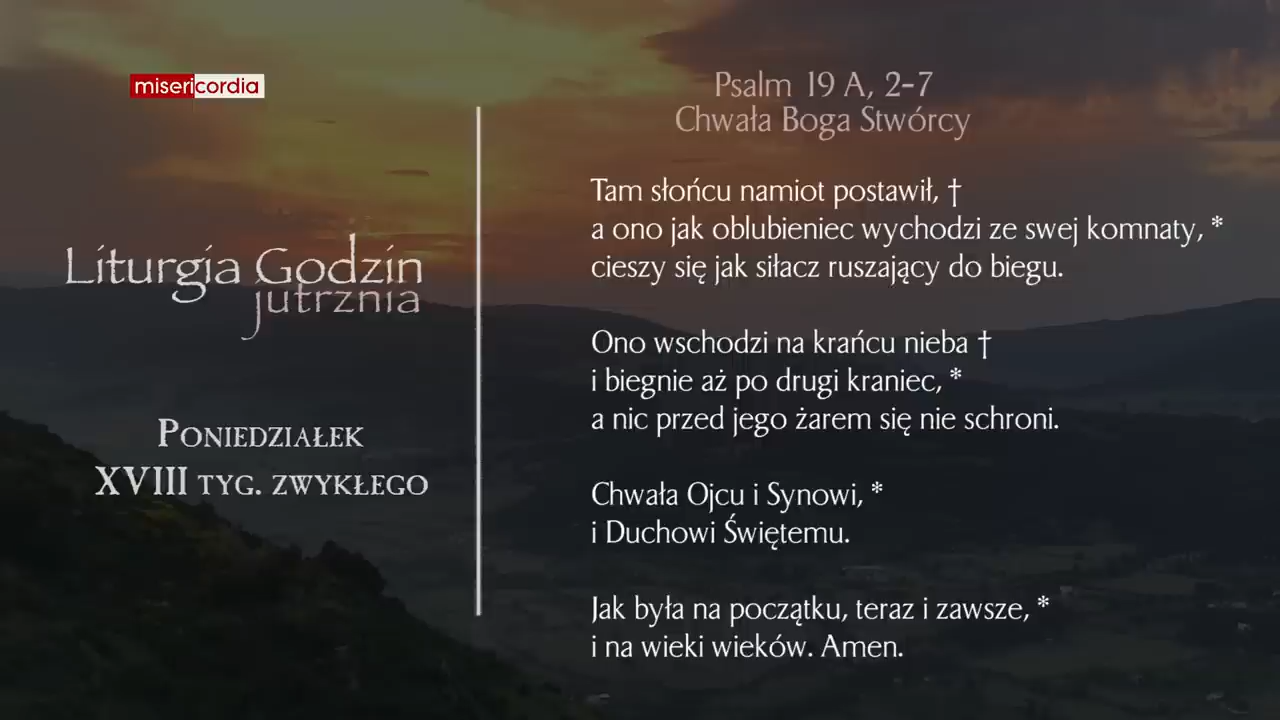 misericordia
Liturgia Godzin
jutrznia
Poniedziałek
XVIII tyg. zwykłego
Psalm 19 A, 2-7
Chwała Boga Stwórcy
Tam słońcu namiot postawił, †
a ono jak oblubieniec wychodzi ze swej komnaty, *
cieszy się jak siłacz ruszający do biegu.
Ono wschodzi na krańcu nieba †
i biegnie aż po drugi kraniec, *
a nic przed jego żarem się nie schroni.
Chwała Ojcu i Synowi, *
i Duchowi Świętemu.
Jak była na początku, teraz i zawsze, *
i na wieki wieków. Amen.